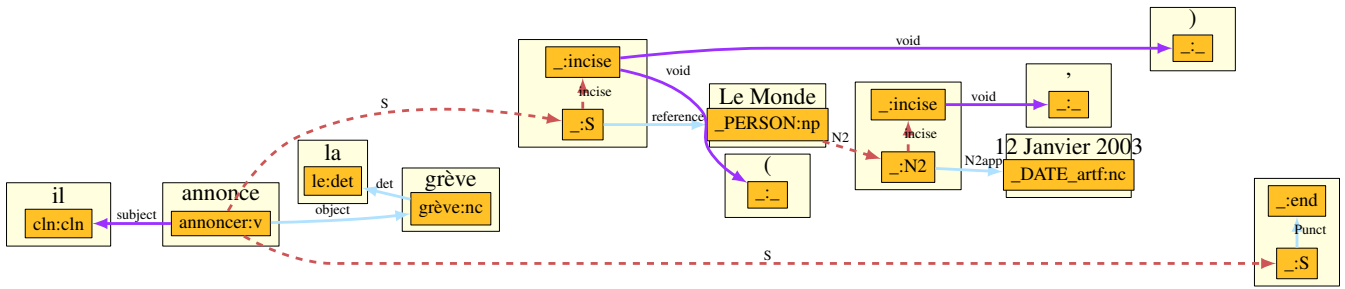 )
_:_
void
_:incise
void
incise
,
_:_
Le Monde
_:incise
void
S
_:S
reference
_PERSON:np
N2
incise
12 Janvier 2003
la
(
_:N2
N2app
_DATE_artf:nc
le:det
det
grève
_:_
il
annonce
_:end
cln:cln
subject
annoncer:v
object
grève:nc
Punct
S
_:S